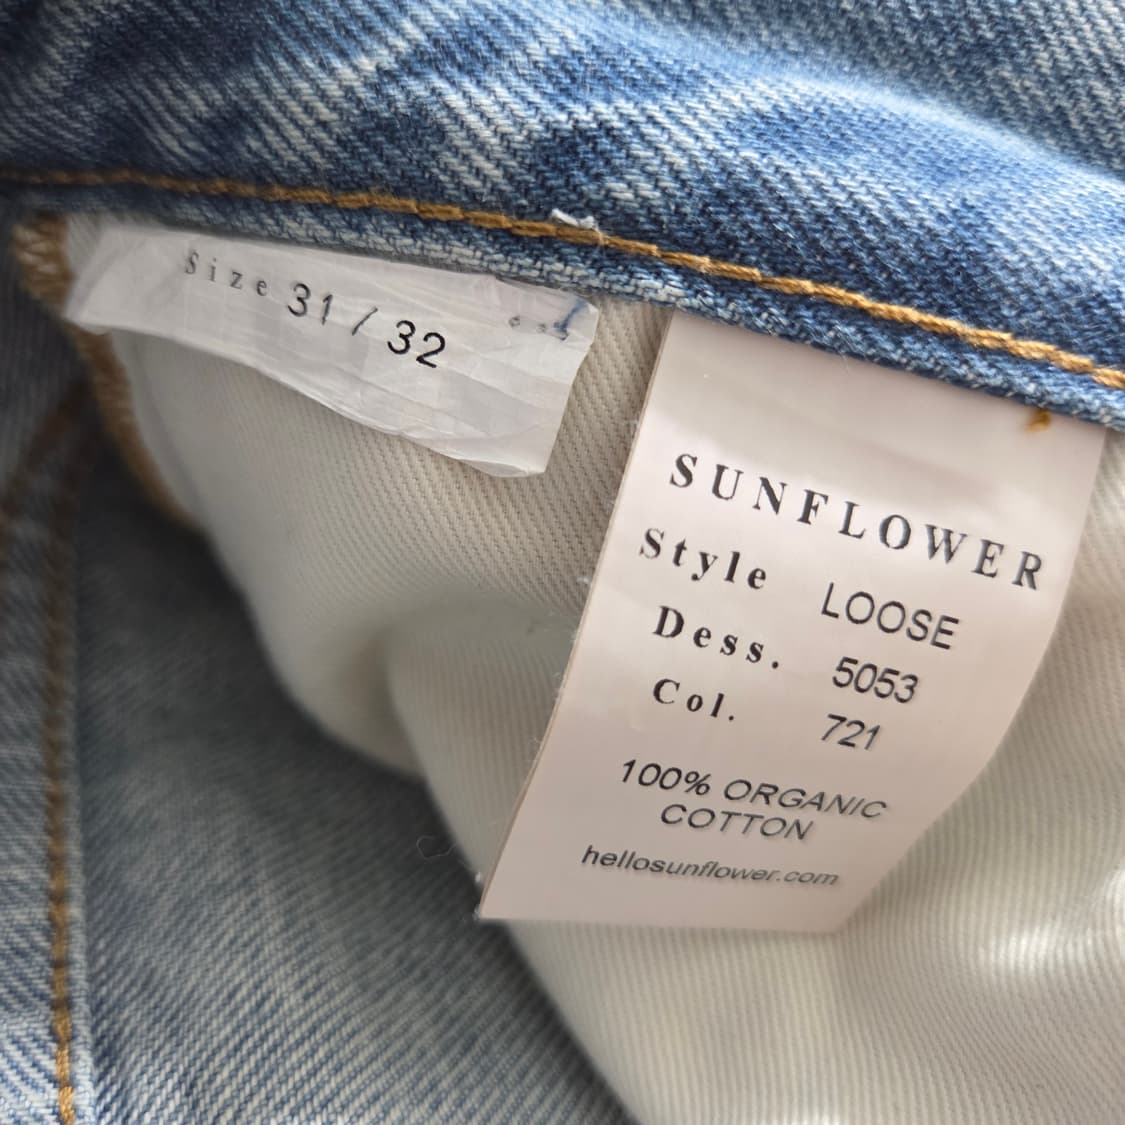 Size 31 / 32
SUNFLOWER
Style LOOSE
Dess. 5053
Col. 721
100% ORGANIC
COTTON
hellosunflower.com